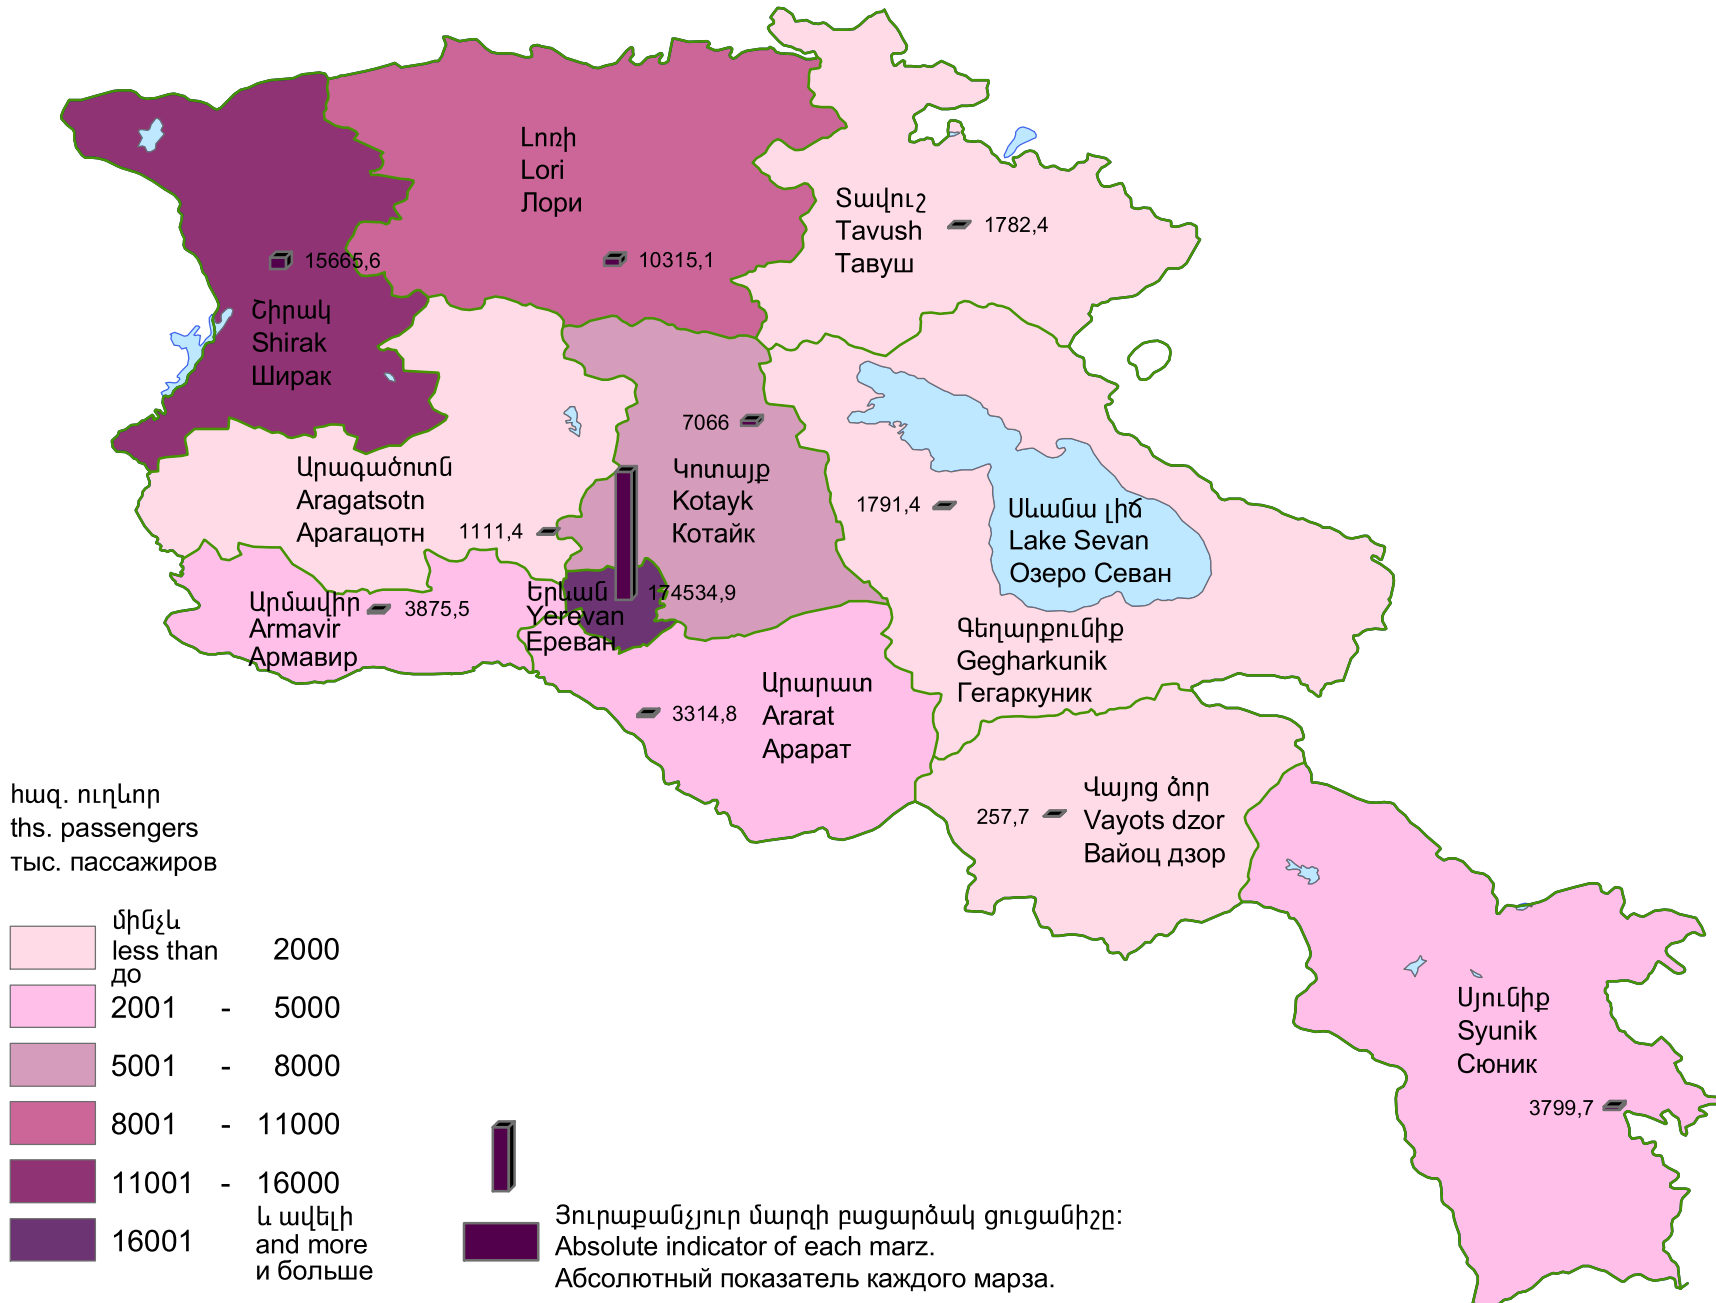 Լոռի
Lori
Лори
10315,1
Տավուշ
Tavush
Тавуш
1782,4
15665,6
Շիրակ
Shirak
Ширак
7066
Կոտայք
Kotayk
Котайк
Արագածոտն
Aragatsotn
Арагацотн
1111,4
1791,4
Սևանա լիճ
Lake Sevan
Озеро Севан
Արմավիր
Armavir
Армавир
3875,5
Երևան
Yerevan
Ереван
174534,9
Գեղարքունիք
Gegharkunik
Гегаркуник
Արարատ
Ararat
Арарат
3314,8
Վայոց ձոր
Vayots dzor
Вайоц дзор
257,7
Սյունիք
Syunik
Сюник
3799,7
հազ. ուղևոր
ths. passengers
тыс. пассажиров
մինչև
less than 2000
до
2001 - 5000
5001 - 8000
8001 - 11000
11001 - 16000
16001 և ավելի
and more
и больше
Յուրաքանչյուր մարզի բացարձակ ցուցանիշը:
Absolute indicator of each marz.
Абсолютный показатель каждого марза.